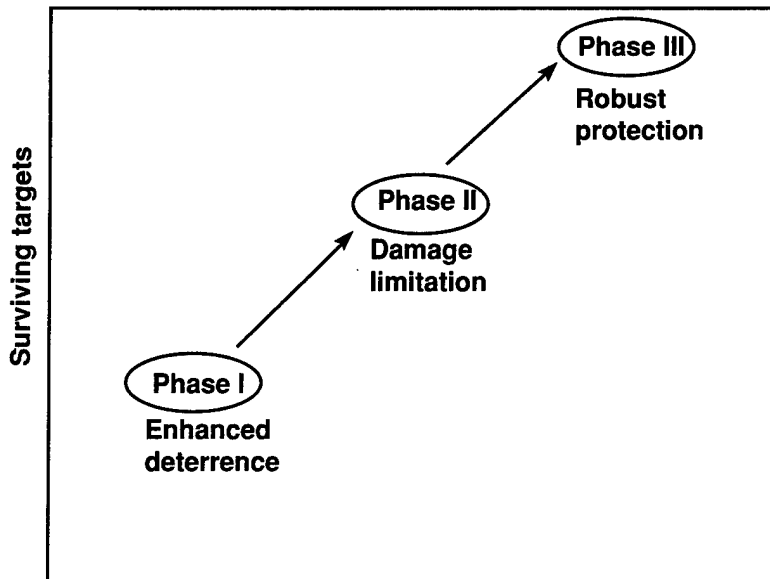 Phase III
Robust
protection
Phase II
Damage
limitation
Surviving targets
Phase I
Enhanced
deterrence